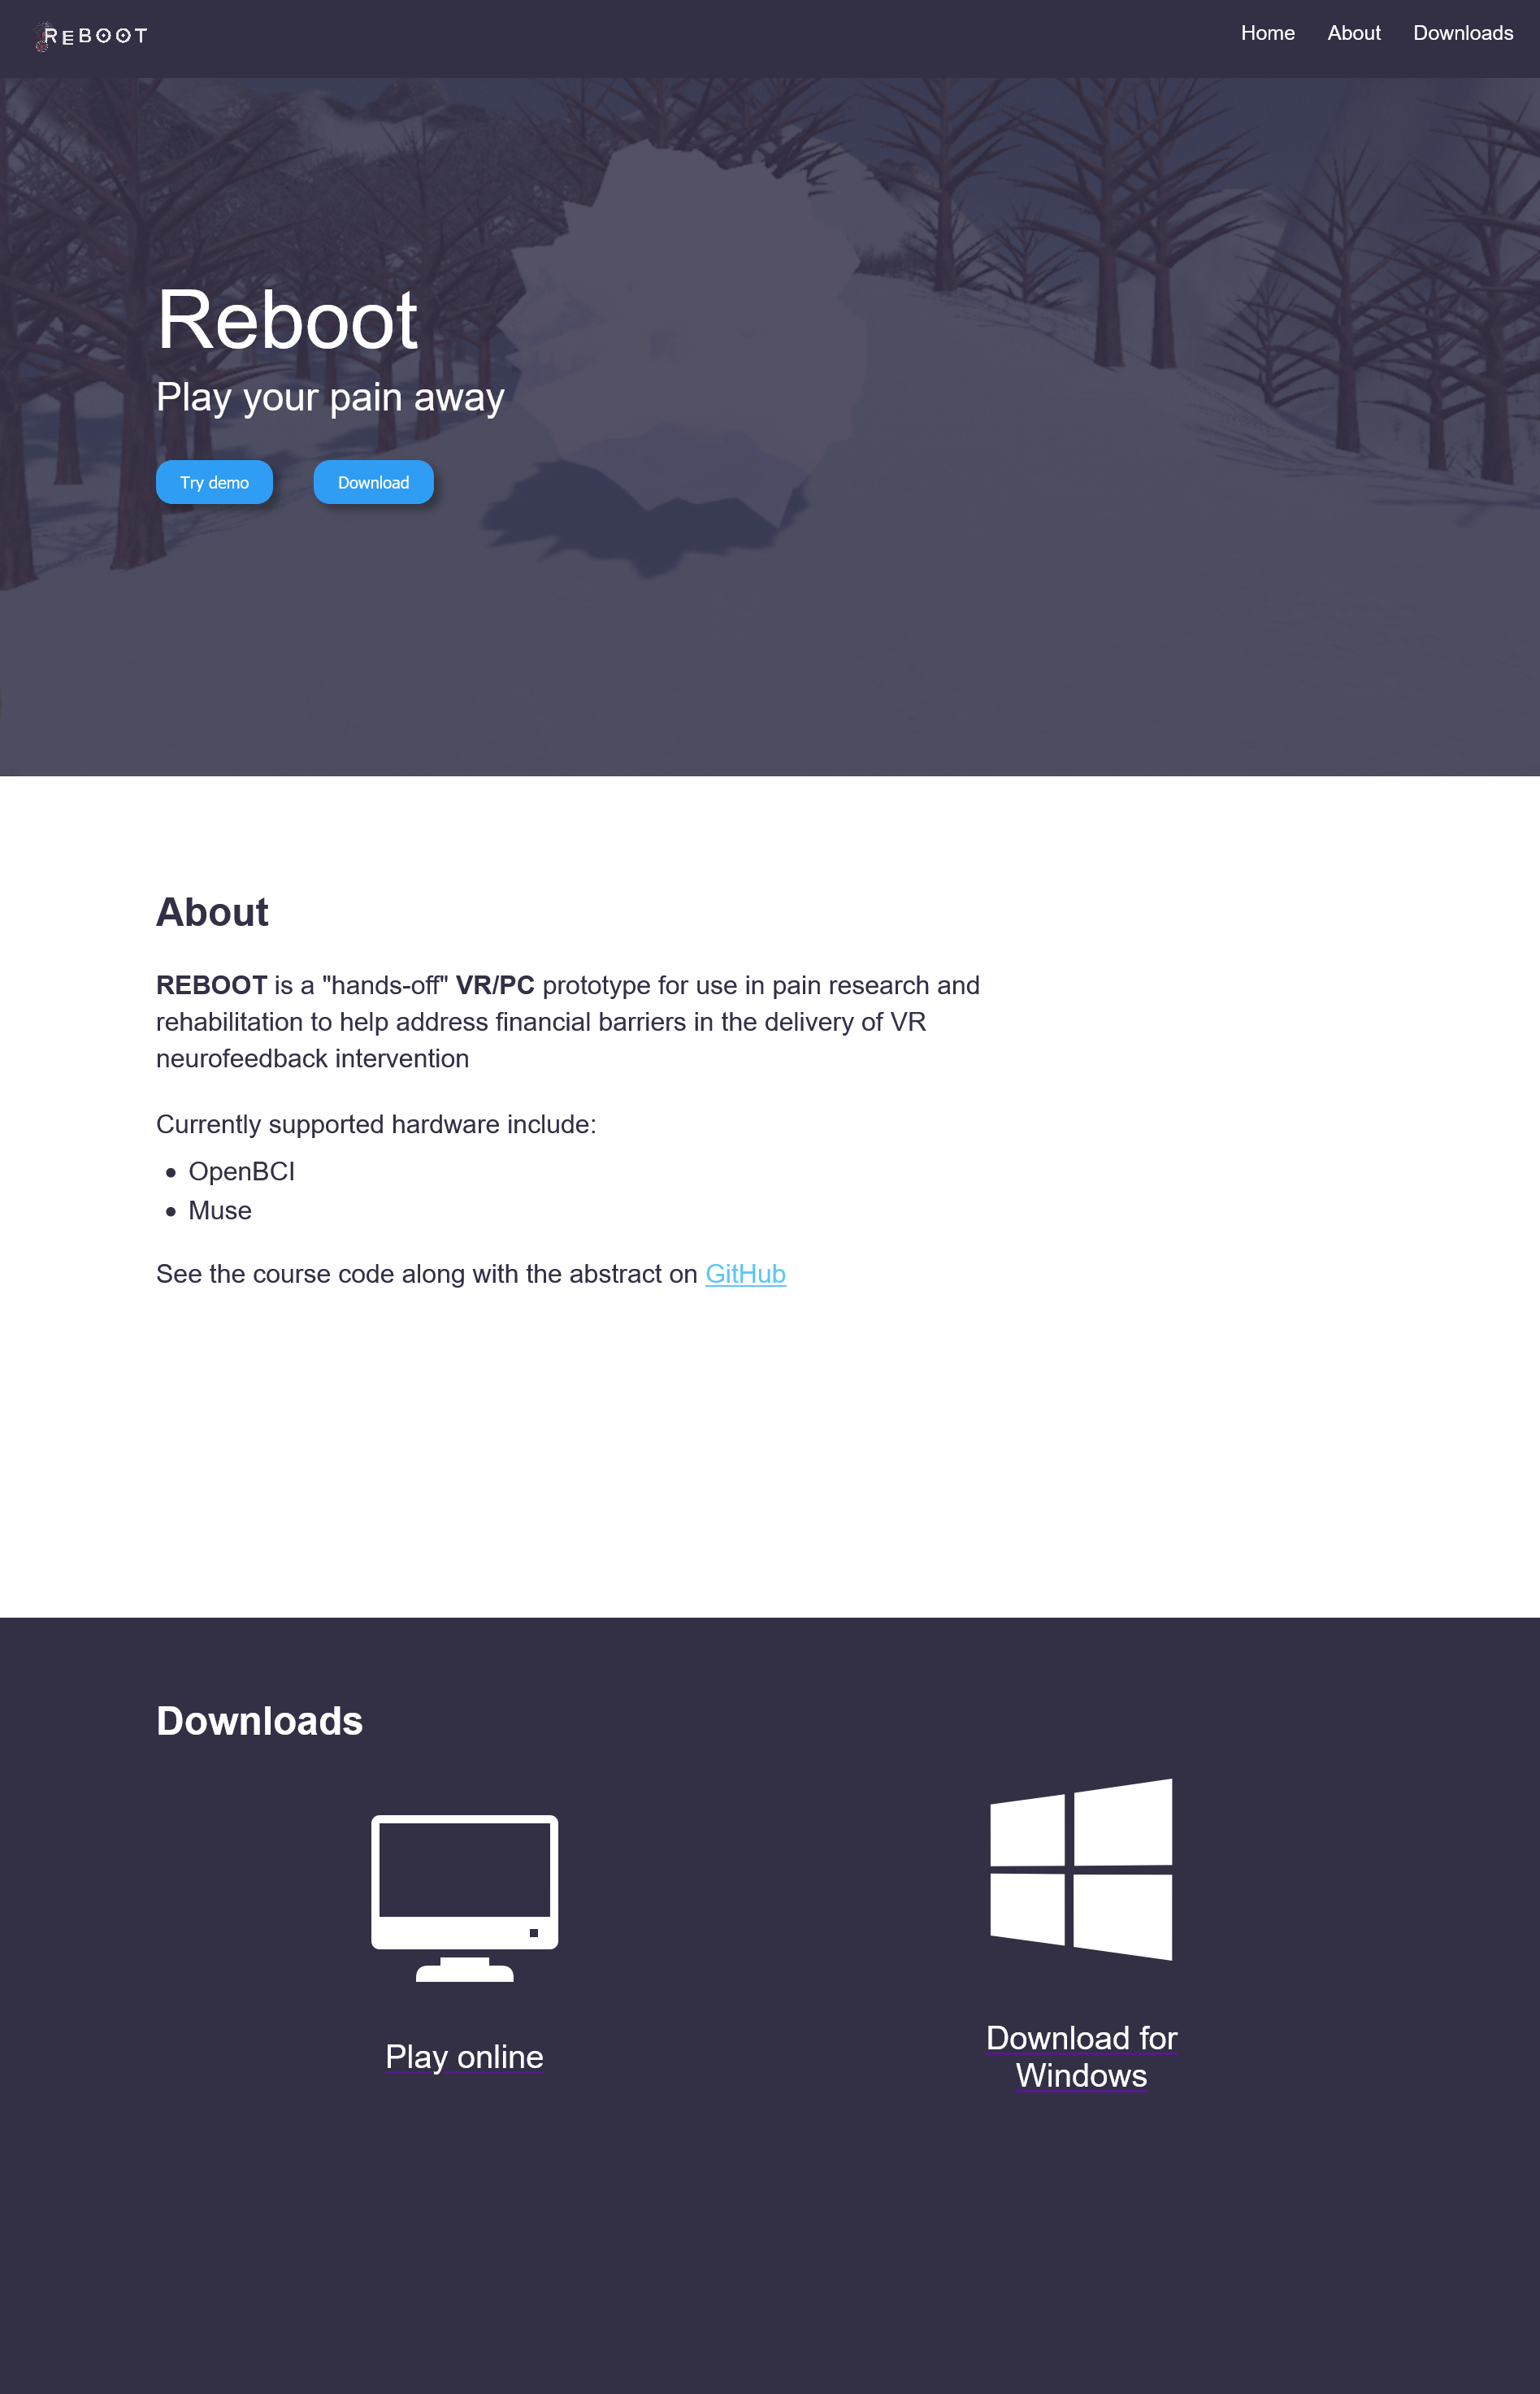 REBOOT
Home About Downloads
Reboot
Play your pain away
Try demo Download
About
REBOOT is a "hands-off" VR/PC prototype for use in pain research and
rehabilitation to help address financial barriers in the delivery of VR
neurofeedback intervention
Currently supported hardware include:
• OpenBCI
• Muse
See the course code along with the abstract on GitHub
Downloads
Play online
Download for
Windows